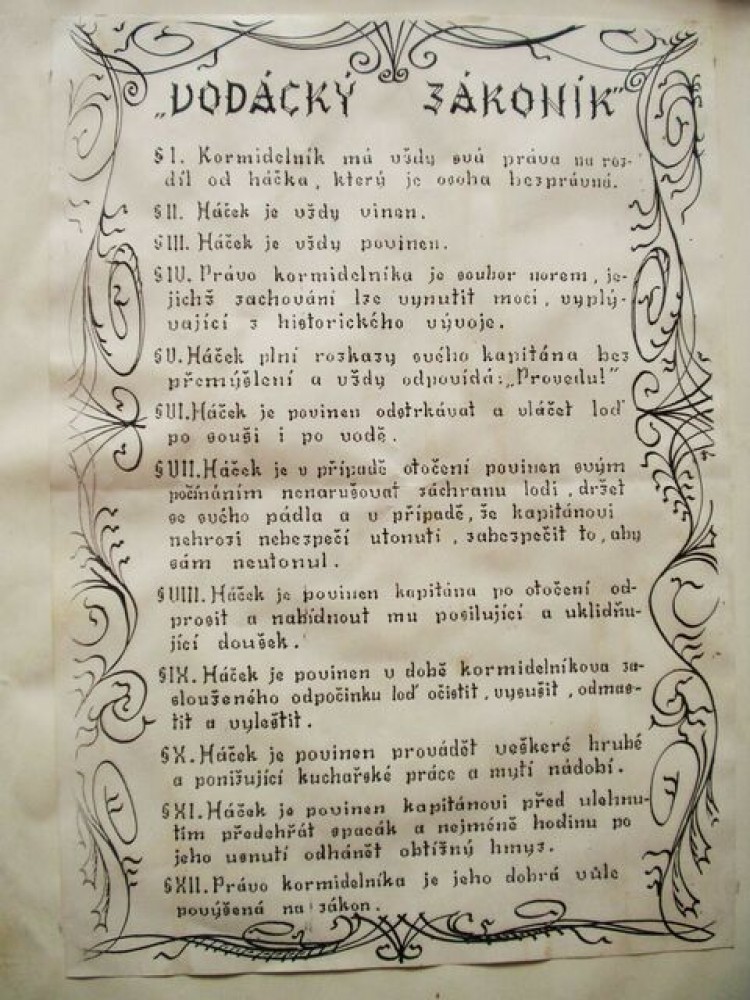 „VODÁCKÝ ZÁKONÍK"
§ I. Kormidelník má vždy svá práva na roz-
díl od háčka, který je osoba bezprávná.
§ II. Háček je vždy vinen.
§ III. Háček je vždy povinen.
§ IV. Právo kormidelníka je soubor norem, je-
jichž zachování lze vynutit mocí, vyplý-
vající z historického vývoje.
§ V. Háček plní rozkazy svého kapitána bez
přemýšlení a vždy odpovídá: „Provedu!"
§ VI. Háček je povinen odstrkávat a vláčet loď
po souši i po vodě.
§ VII. Háček je v případě otočení povinen svým
počínáním nenarušovat záchranu lodi, držet
se svého pádla a v případě, že kapitánovi
nehrozí nebezpečí utonutí, zabezpečit to, aby
sám neutonul.
§ VIII. Háček je povinen kapitána po otočení od-
prosit a nabídnout mu posilující a uklidňu-
jící doušek.
§ IX. Háček je povinen v době kormidelníkova za-
slouženého odpočinku loď očistit, vysušit, odmas-
tit a vyleštit.
§ X. Háček je povinen provádět veškeré hrubé
a ponižující kuchařské práce a mytí nádobí.
§ XI. Háček je povinen kapitánovi před ulehnu-
tím předehřát spacák a nejméně hodinu po
jeho usnutí odhánět obtížný hmyz.
§ XII. Právo kormidelníka je jeho dobrá vůle
povýšená na zákon.